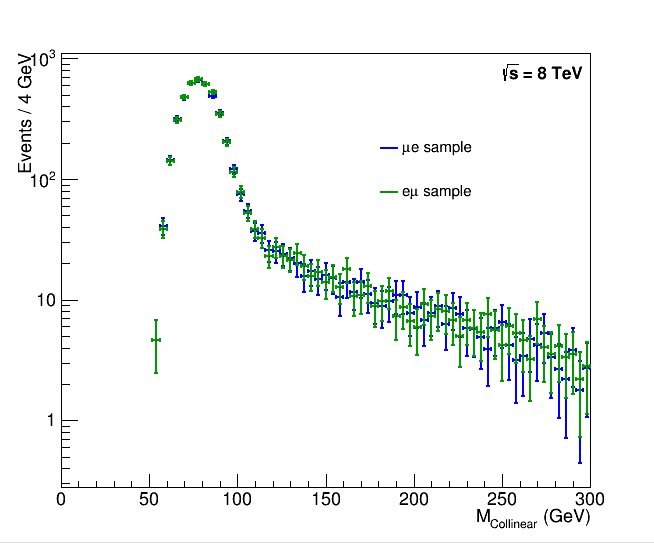 Events / 4 GeV
10³
10²
10
1
√s = 8 TeV
μe sample
eμ sample
0 50 100 150 200 250 300
M_Collinear (GeV)